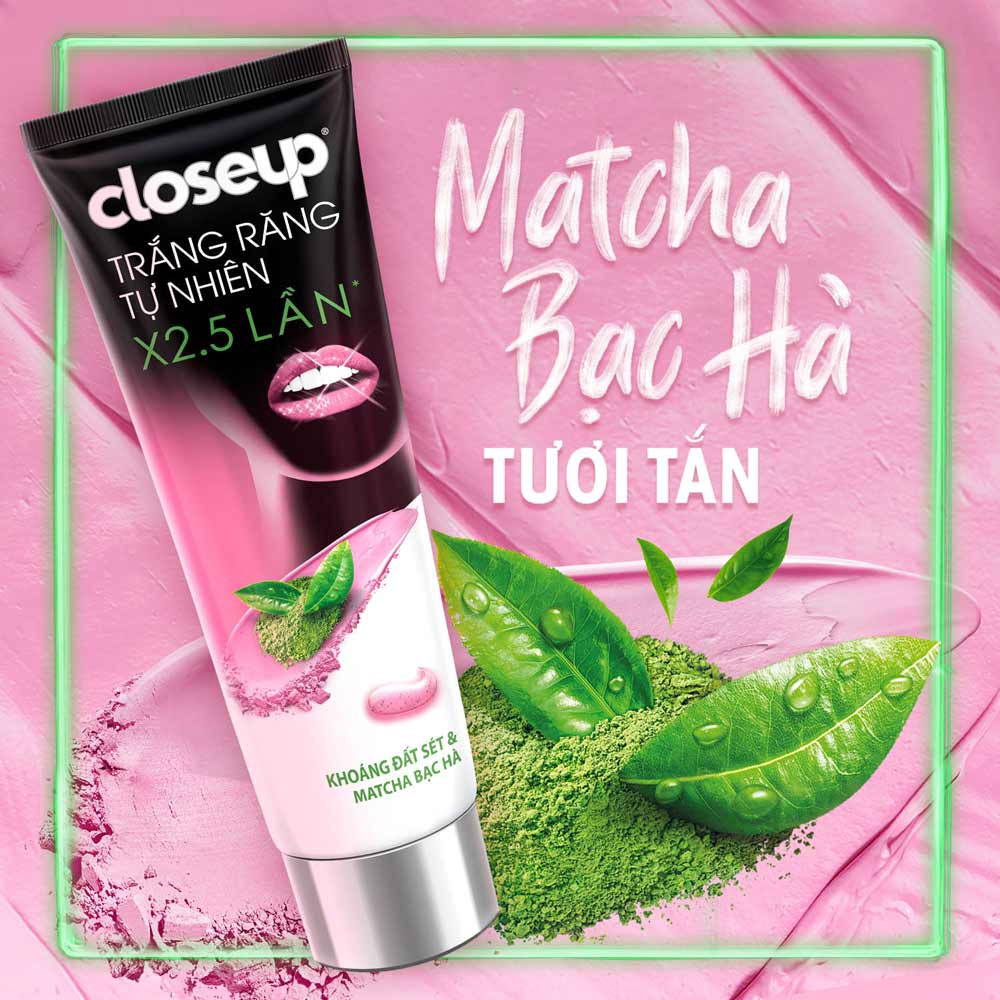 closeup®
TRẮNG RĂNG
TỰ NHIÊN
X2.5 LẦN*
KHOÁNG ĐẤT SÉT &
MATCHA BẠC HÀ
Matcha
Bạc Hà
TƯƠI TẮN